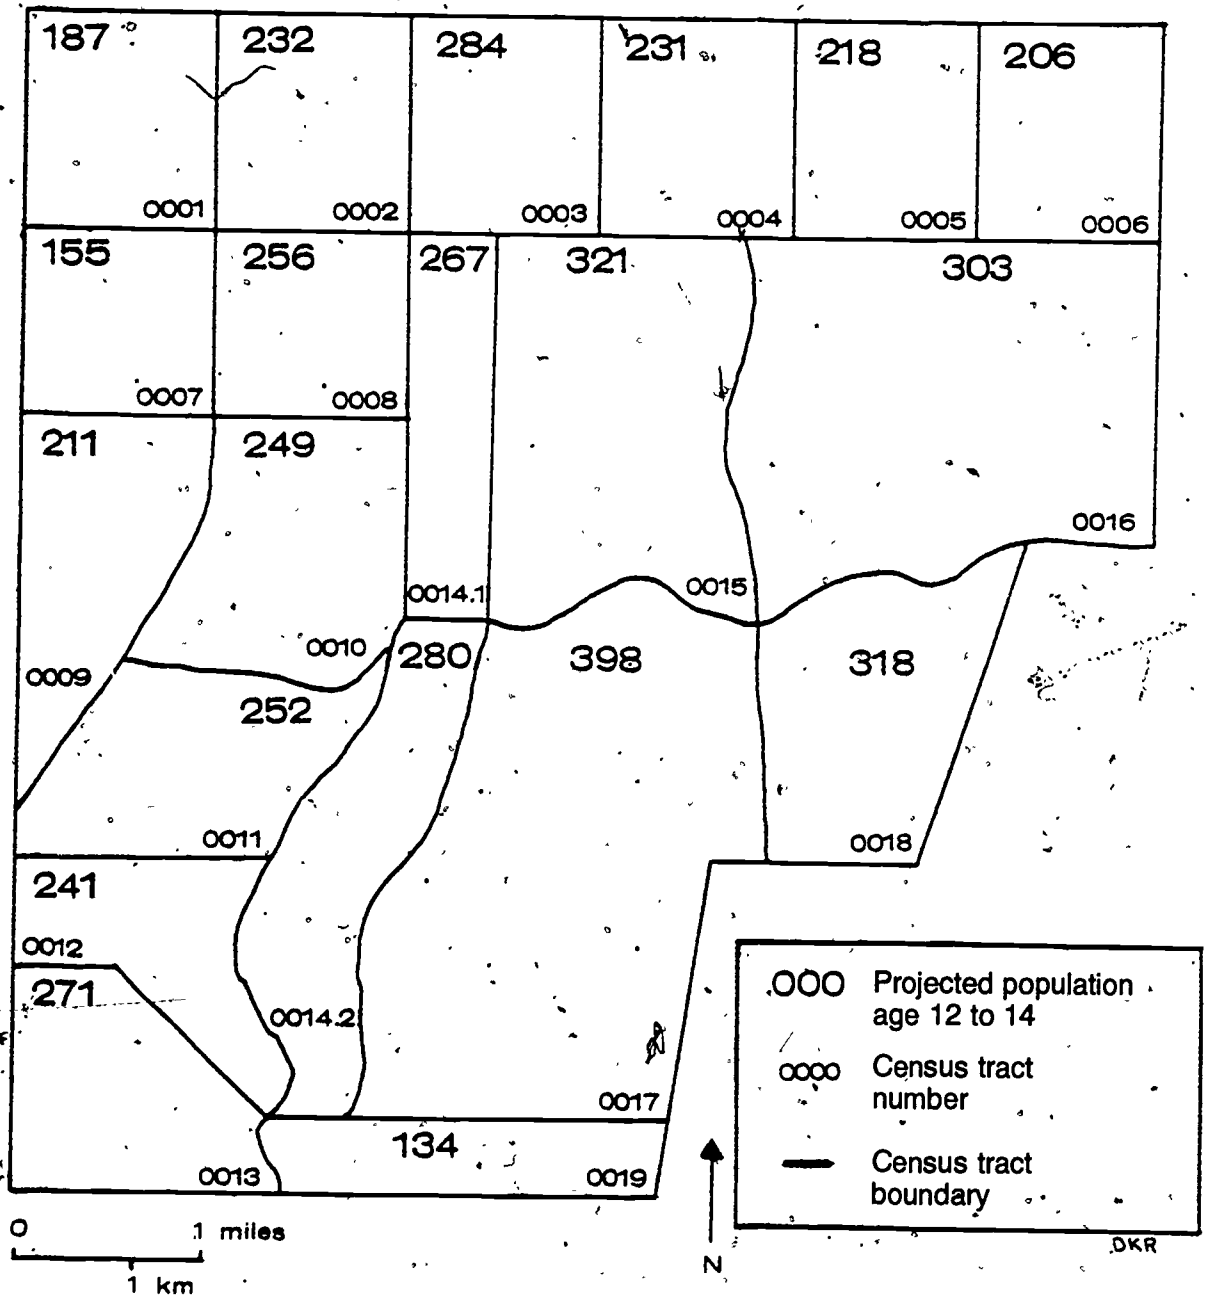 187 232 284 231 218 206
0001 0002 0003 0004 0005 0006
155 256 267 321 303
0007 0008
211 249
0016
0014.1 0015
0010
280 398 318
0009
252
0011 0018
241
0012
271
0014.2
0017
134
0013 0019
000 Projected population
age 12 to 14
0000 Census tract
number
Census tract
boundary
DKR
0 1 miles
1 km
N